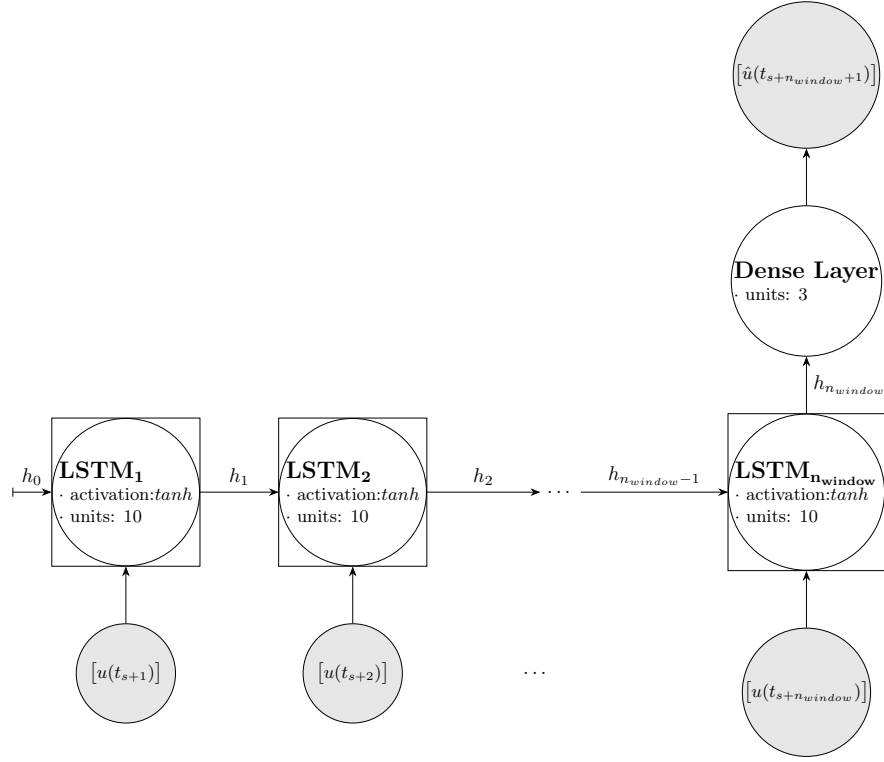 [û(t_{s+n_{window}+1})]
Dense Layer
· units: 3
h_{n_{window}}
h_0
LSTM_1
· activation:tanh
· units: 10
h_1
LSTM_2
· activation:tanh
· units: 10
h_2
...
h_{n_{window}-1}
LSTM_{n_{window}}
· activation:tanh
· units: 10
[u(t_{s+1})]
[u(t_{s+2})]
...
[u(t_{s+n_{window}})]